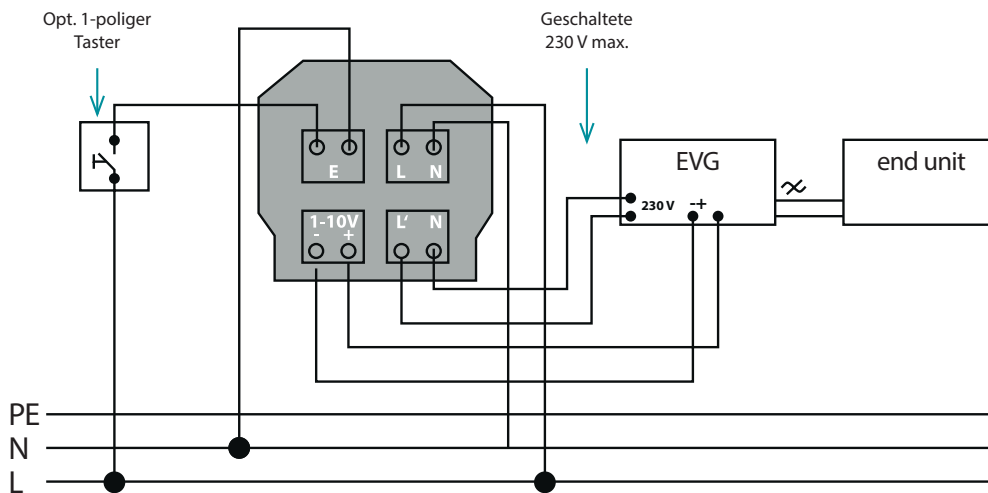 Opt. 1-poliger
Taster
Geschaltete
230 V max.
E
L N
1-10V
- +
L‘ N
EVG
230 V
-+
end unit
PE
N
L